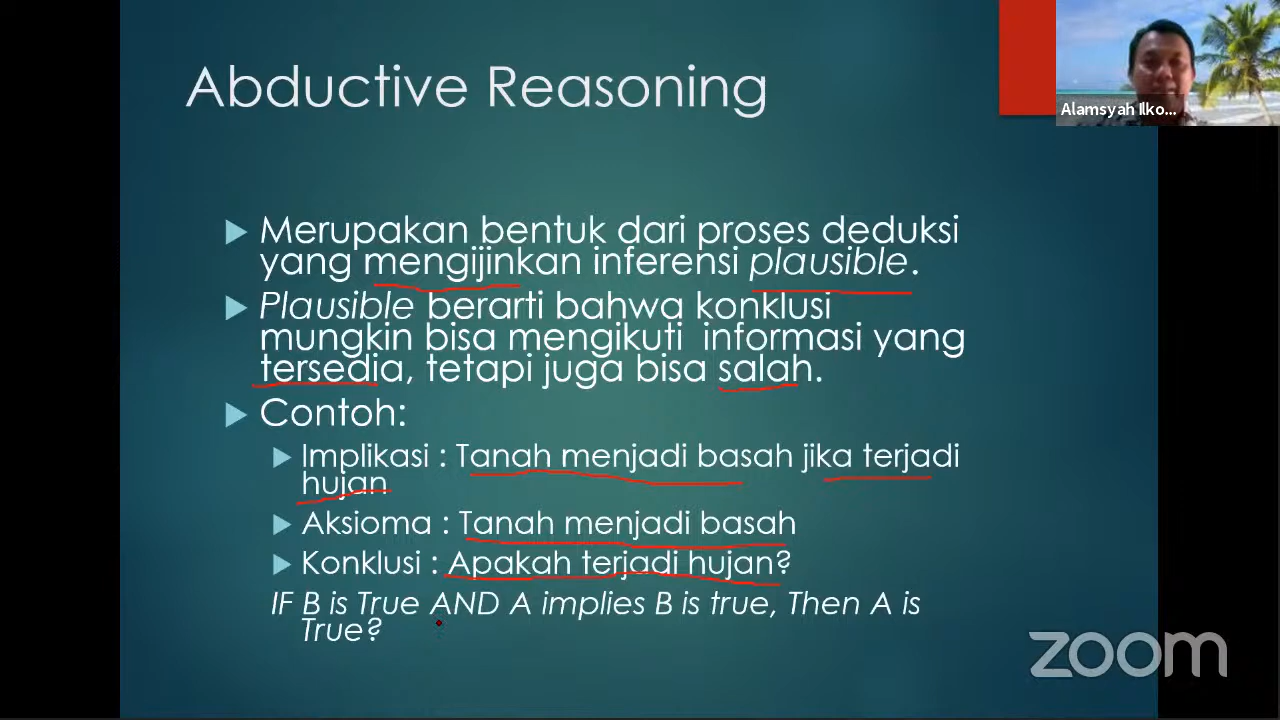 Abductive Reasoning
Alamsyah Ilko...
Merupakan bentuk dari proses deduksi
yang mengijinkan inferensi plausible.
Plausible berarti bahwa konklusi
mungkin bisa mengikuti informasi yang
tersedia, tetapi juga bisa salah.
Contoh:
Implikasi : Tanah menjadi basah jika terjadi
hujan
Aksioma : Tanah menjadi basah
Konklusi : Apakah terjadi hujan?
IF B is True AND A implies B is true, Then A is
True?
zoom